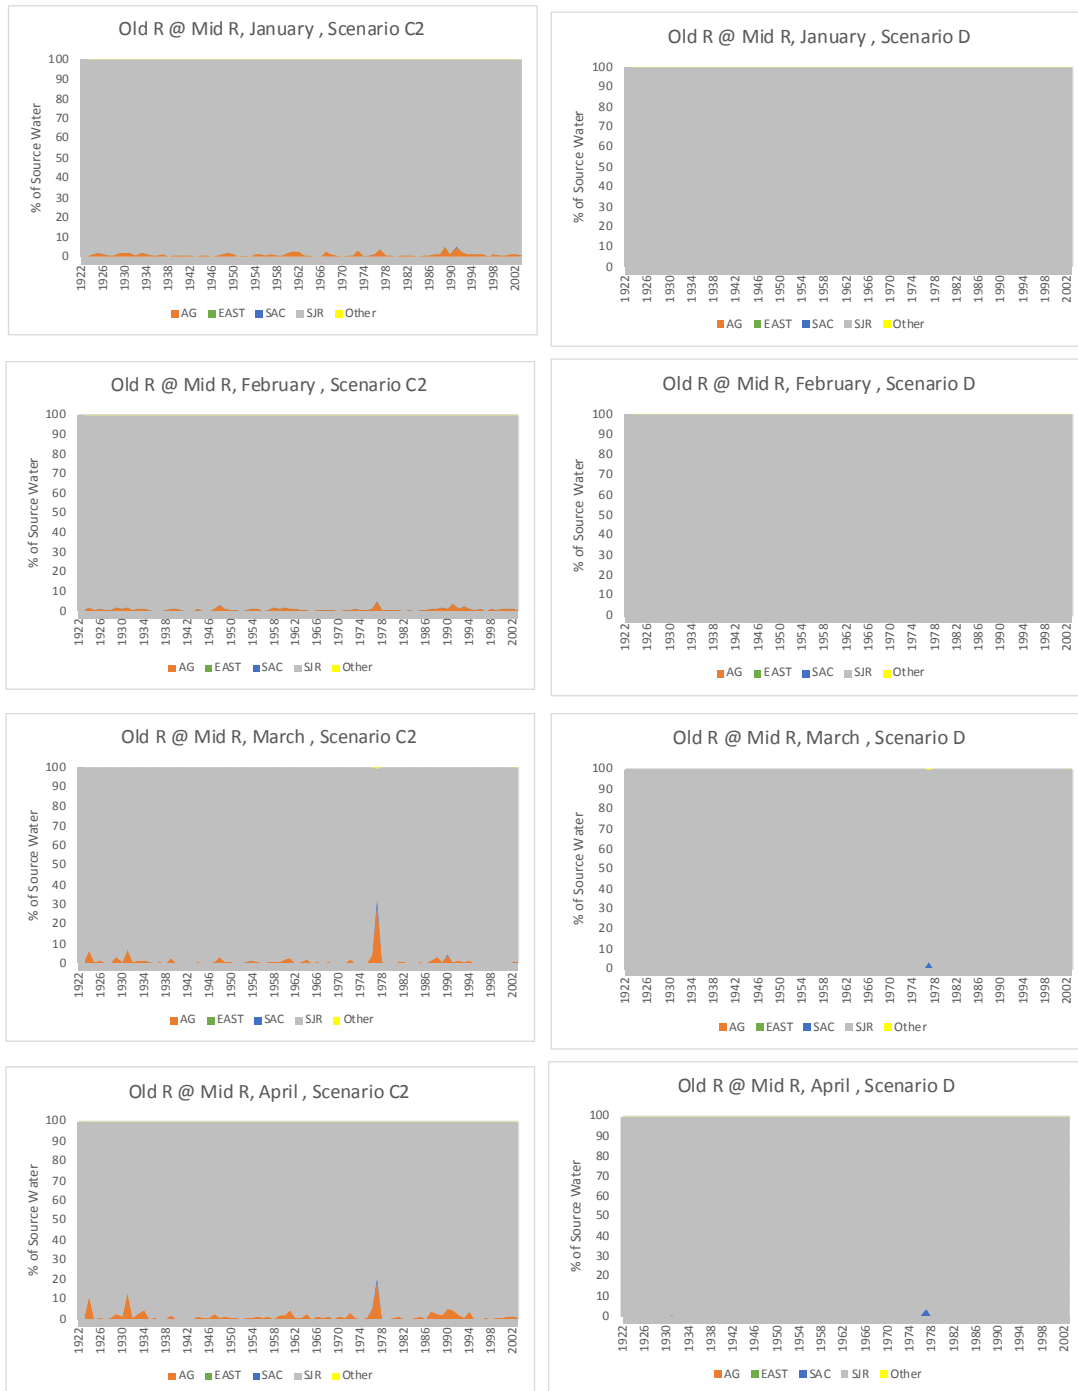 Old R @ Mid R, January , Scenario C2
% of Source Water
100
90
80
70
60
50
40
30
20
10
0
1922 1926 1930 1934 1938 1942 1946 1950 1954 1958 1962 1966 1970 1974 1978 1982 1986 1990 1994 1998 2002
AG EAST SAC SJR Other
Old R @ Mid R, January , Scenario D
% of Source Water
100
90
80
70
60
50
40
30
20
10
0
1922 1926 1930 1934 1938 1942 1946 1950 1954 1958 1962 1966 1970 1974 1978 1982 1986 1990 1994 1998 2002
AG EAST SAC SJR Other
Old R @ Mid R, February , Scenario C2
% of Source Water
100
90
80
70
60
50
40
30
20
10
0
1922 1926 1930 1934 1938 1942 1946 1950 1954 1958 1962 1966 1970 1974 1978 1982 1986 1990 1994 1998 2002
AG EAST SAC SJR Other
Old R @ Mid R, February , Scenario D
% of Source Water
100
90
80
70
60
50
40
30
20
10
0
1922 1926 1930 1934 1938 1942 1946 1950 1954 1958 1962 1966 1970 1974 1978 1982 1986 1990 1994 1998 2002
AG EAST SAC SJR Other
Old R @ Mid R, March , Scenario C2
% of Source Water
100
90
80
70
60
50
40
30
20
10
0
1922 1926 1930 1934 1938 1942 1946 1950 1954 1958 1962 1966 1970 1974 1978 1982 1986 1990 1994 1998 2002
AG EAST SAC SJR Other
Old R @ Mid R, March , Scenario D
% of Source Water
100
90
80
70
60
50
40
30
20
10
0
1922 1926 1930 1934 1938 1942 1946 1950 1954 1958 1962 1966 1970 1974 1978 1982 1986 1990 1994 1998 2002
AG EAST SAC SJR Other
Old R @ Mid R, April , Scenario C2
% of Source Water
100
90
80
70
60
50
40
30
20
10
0
1922 1926 1930 1934 1938 1942 1946 1950 1954 1958 1962 1966 1970 1974 1978 1982 1986 1990 1994 1998 2002
AG EAST SAC SJR Other
Old R @ Mid R, April , Scenario D
% of Source Water
100
90
80
70
60
50
40
30
20
10
0
1922 1926 1930 1934 1938 1942 1946 1950 1954 1958 1962 1966 1970 1974 1978 1982 1986 1990 1994 1998 2002
AG EAST SAC SJR Other